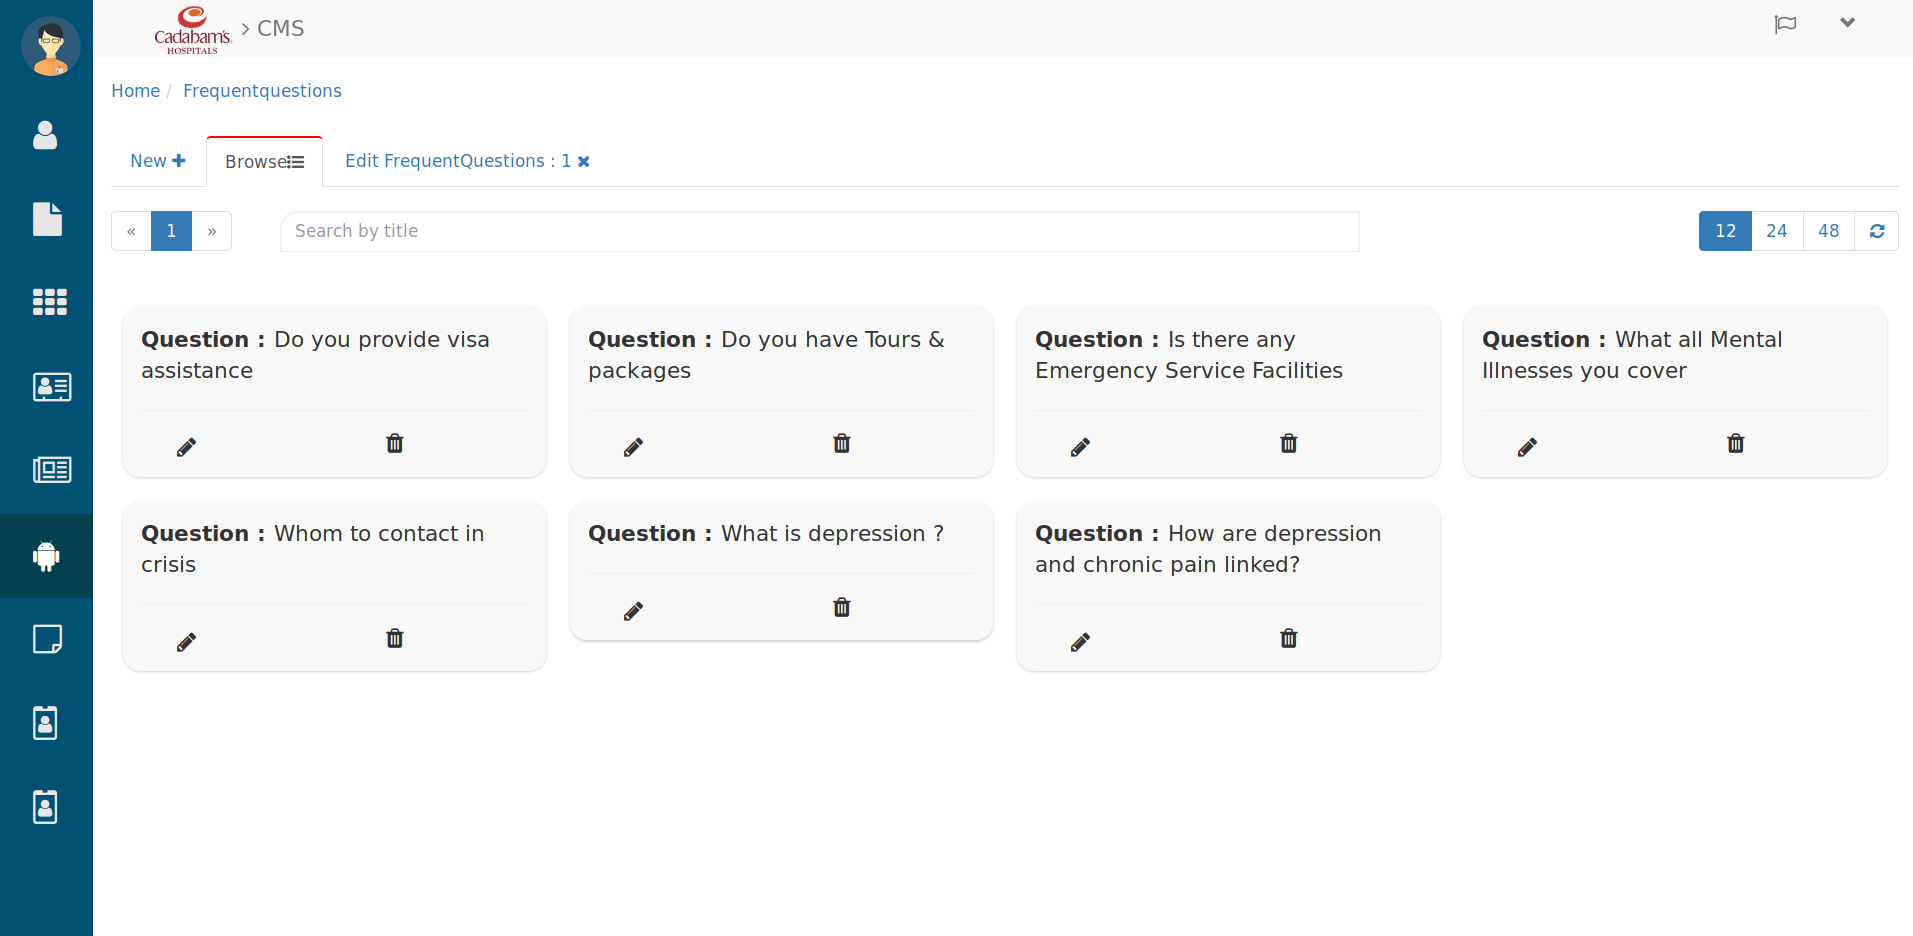 Cadabam's
HOSPITALS
> CMS
Home / Frequentquestions
New
Browse
Edit FrequentQuestions : 1
« 1 »
Search by title
12 24 48
Question : Do you provide visa
assistance
Question : Do you have Tours &
packages
Question : Is there any
Emergency Service Facilities
Question : What all Mental
Illnesses you cover
Question : Whom to contact in
crisis
Question : What is depression ?
Question : How are depression
and chronic pain linked?